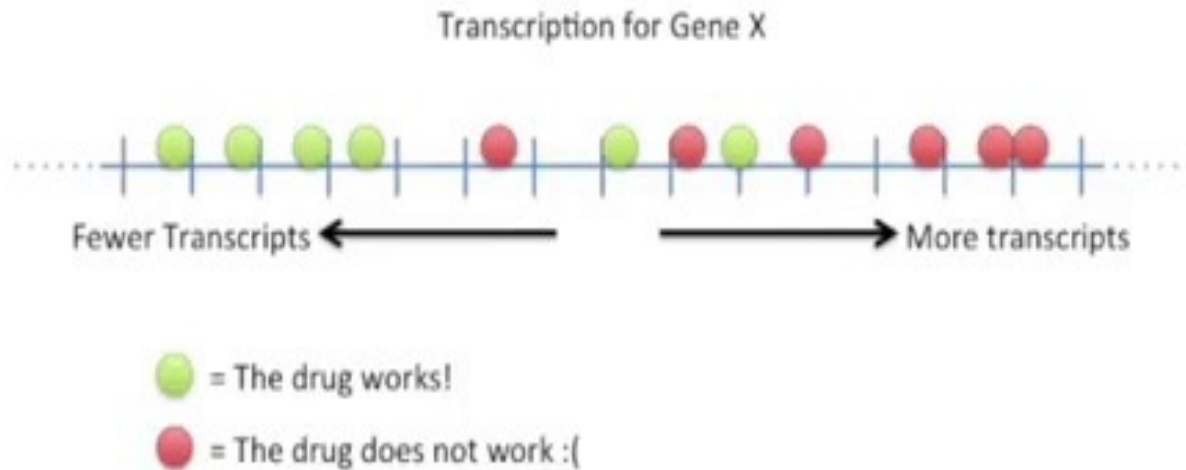 Transcription for Gene X
Fewer Transcripts
More transcripts
= The drug works!
= The drug does not work :(